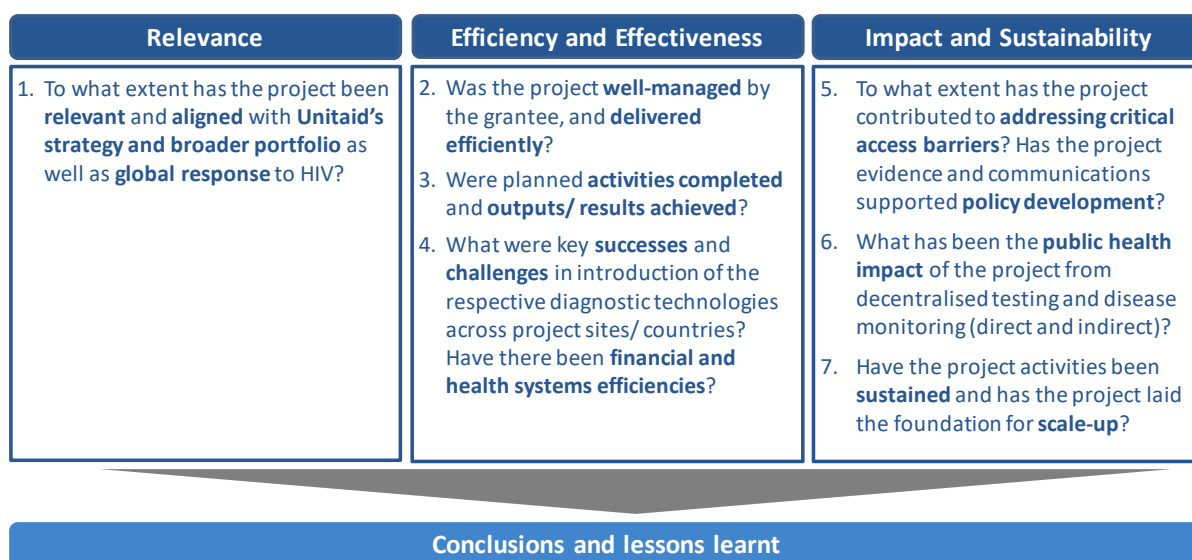 Relevance
1. To what extent has the project been
relevant and aligned with Unitaid's
strategy and broader portfolio as
well as global response to HIV?
Efficiency and Effectiveness
2. Was the project well-managed by
the grantee, and delivered
efficiently?
3. Were planned activities completed
and outputs/ results achieved?
4. What were key successes and
challenges in introduction of the
respective diagnostic technologies
across project sites/ countries?
Have there been financial and
health systems efficiencies?
Impact and Sustainability
5. To what extent has the project
contributed to addressing critical
access barriers? Has the project
evidence and communications
supported policy development?
6. What has been the public health
impact of the project from
decentralised testing and disease
monitoring (direct and indirect)?
7. Have the project activities been
sustained and has the project laid
the foundation for scale-up?
Conclusions and lessons learnt